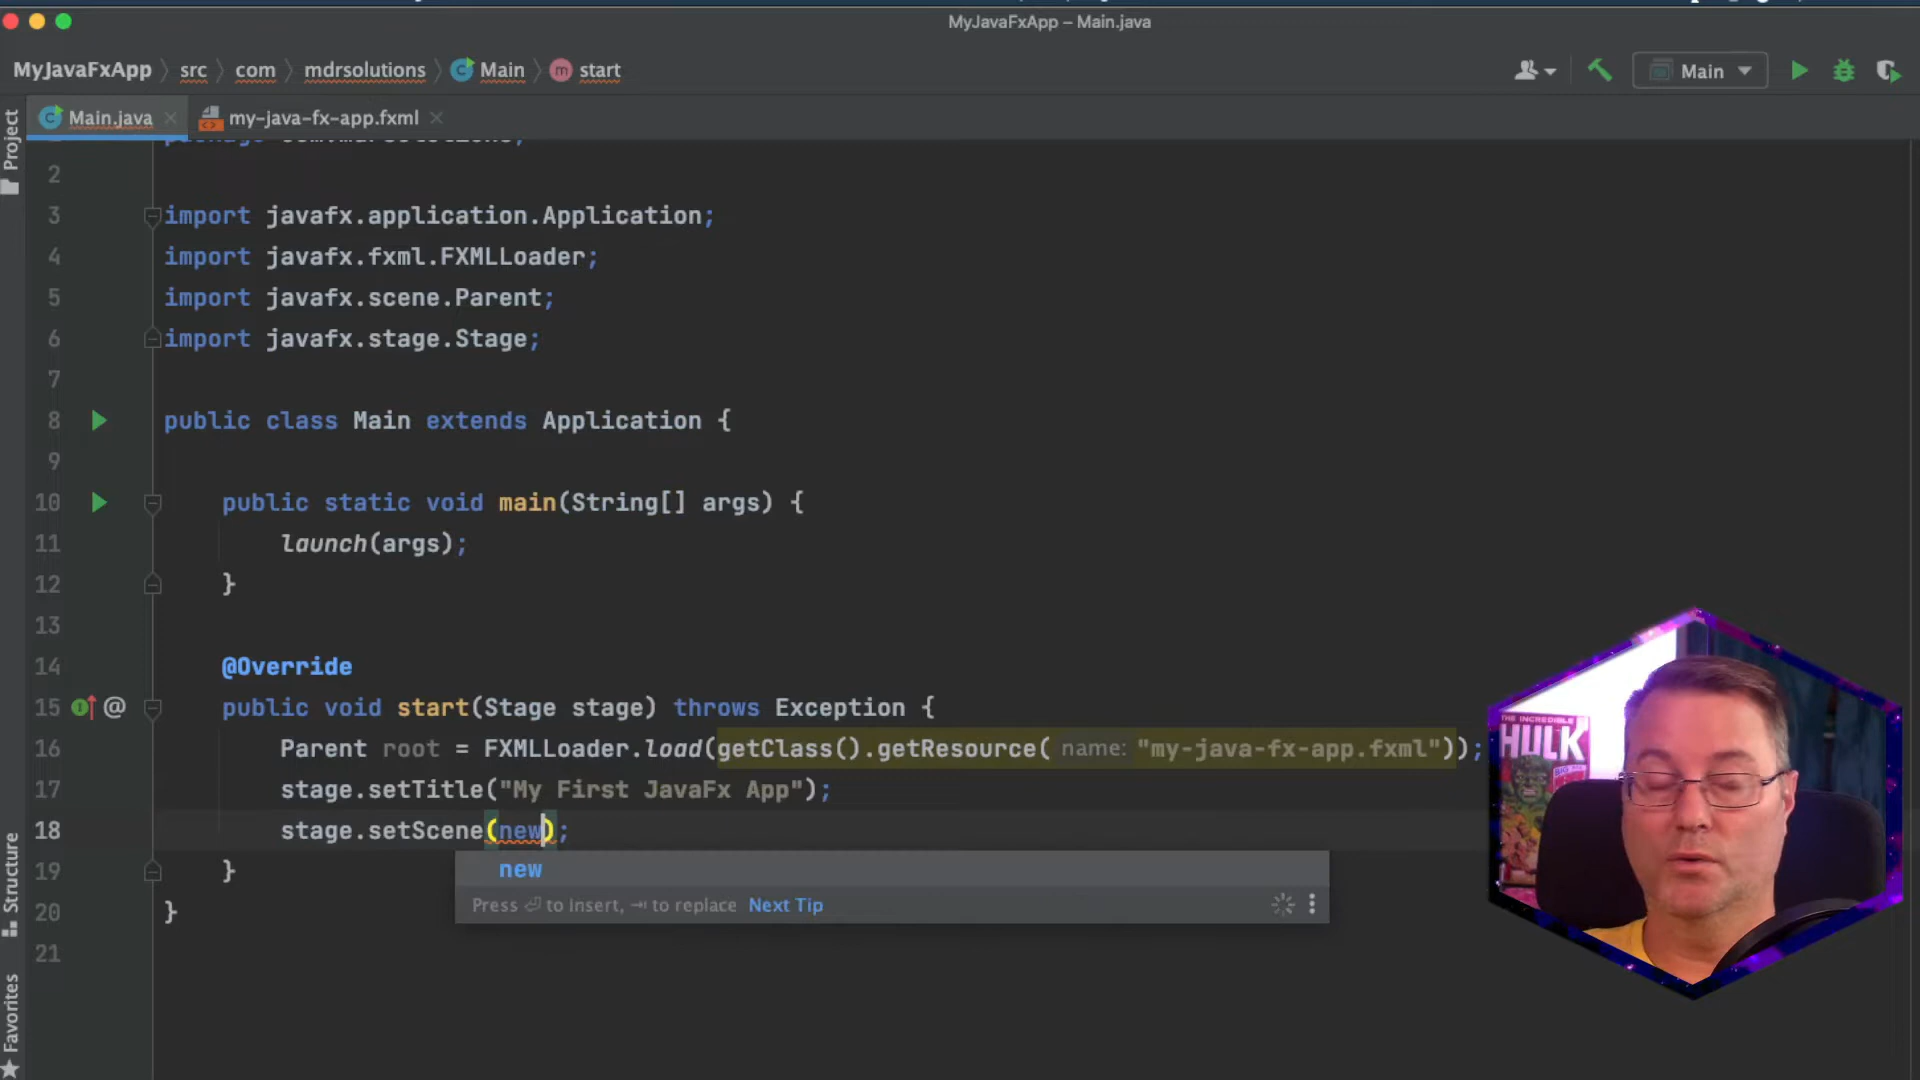 MyJavaFxApp – Main.java
MyJavaFxApp src com mdrsolutions Main start
Main
Main.java my-java-fx-app.fxml
Project
2
3 import javafx.application.Application;
4 import javafx.fxml.FXMLLoader;
5 import javafx.scene.Parent;
6 import javafx.stage.Stage;
7
8 public class Main extends Application {
9
10 public static void main(String[] args) {
11 launch(args);
12 }
13
14 @Override
15 public void start(Stage stage) throws Exception {
16 Parent root = FXMLLoader.load(getClass().getResource( name: "my-java-fx-app.fxml"));
17 stage.setTitle("My First JavaFx App");
18 stage.setScene(new);
19 }
new
Press ⏎ to insert, ⇥ to replace Next Tip
20 }
21
Structure
Favorites
THE INCREDIBLE
HULK